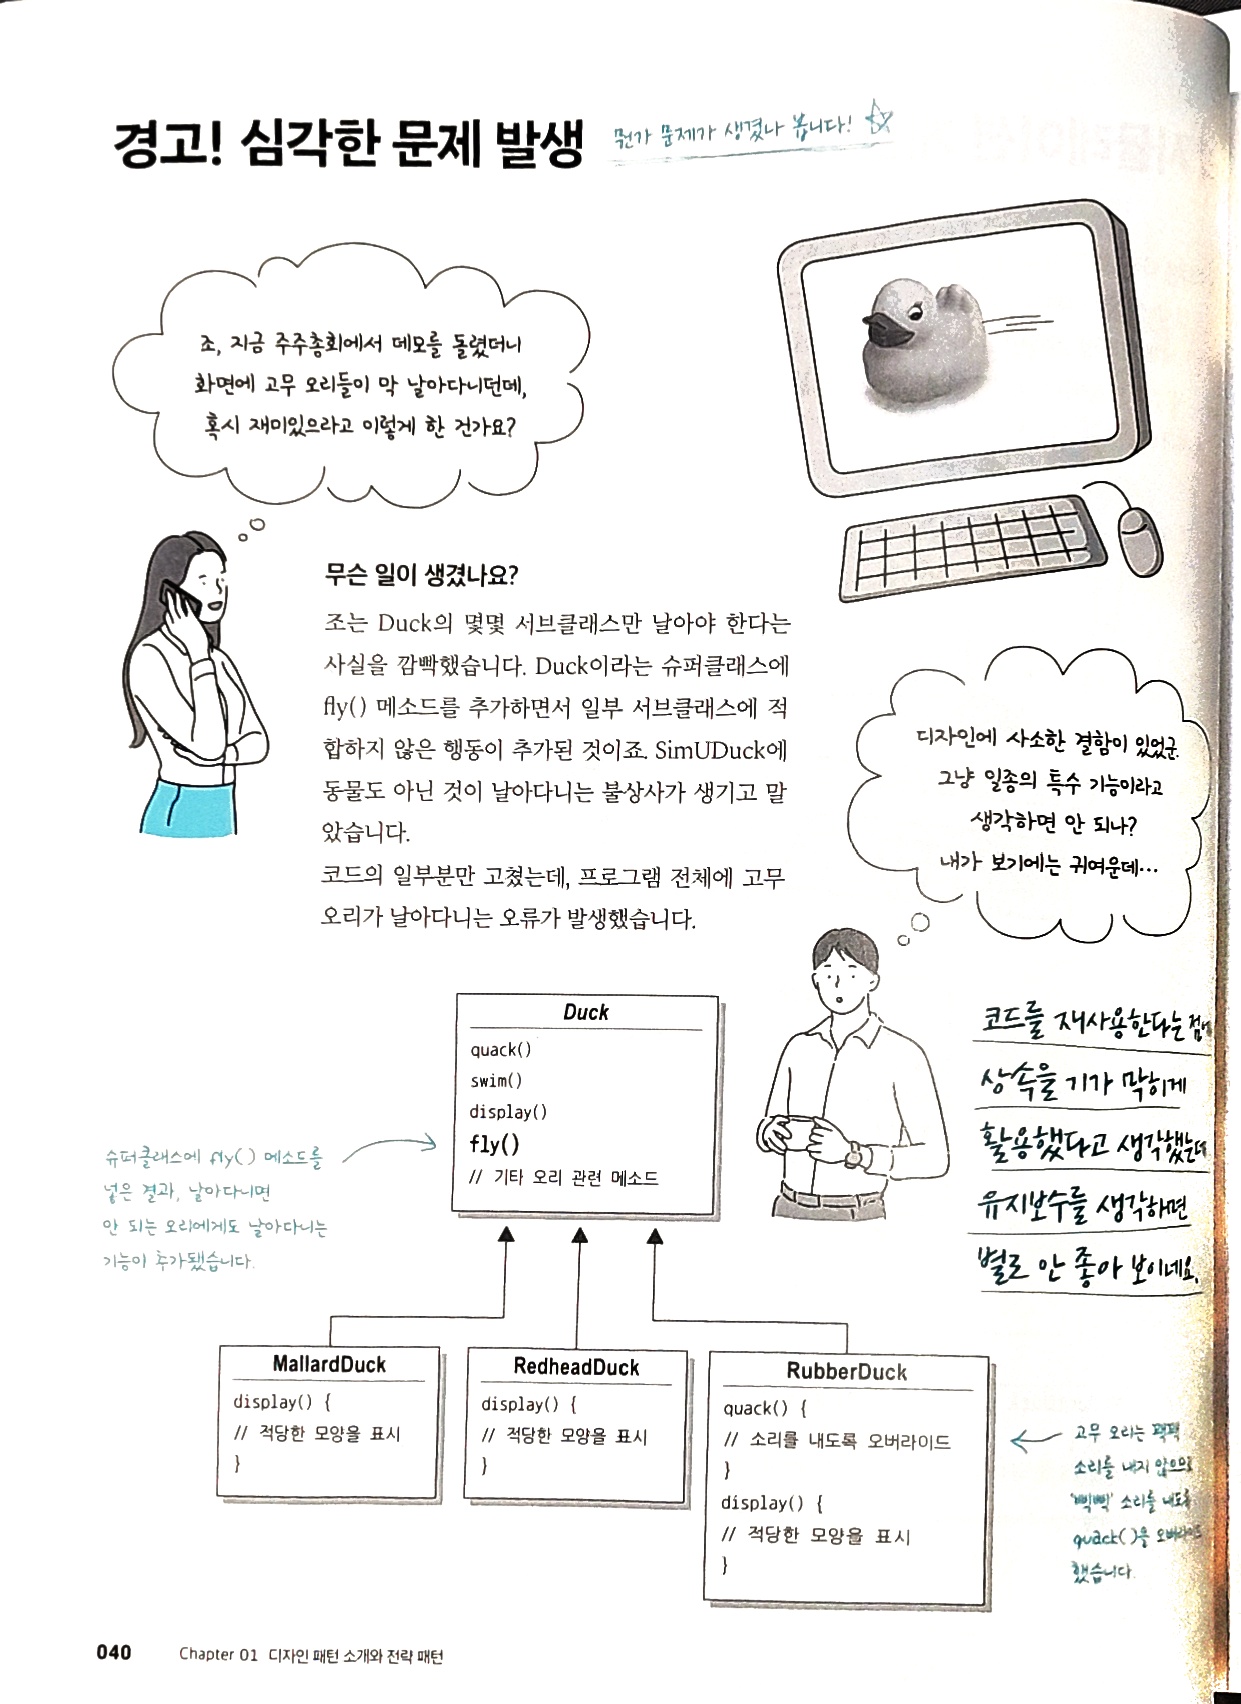 경고! 심각한 문제 발생
뭔가 문제가 생겼나 봅니다!
조, 지금 주주총회에서 데모를 돌렸더니
화면에 고무 오리들이 막 날아다니던데,
혹시 재미있으라고 이렇게 한 건가요?
무슨 일이 생겼나요?
조는 Duck의 몇몇 서브클래스만 날아야 한다는
사실을 깜빡했습니다. Duck이라는 슈퍼클래스에
fly() 메소드를 추가하면서 일부 서브클래스에 적
합하지 않은 행동이 추가된 것이죠. SimUDuck에
동물도 아닌 것이 날아다니는 불상사가 생기고 말
았습니다.
코드의 일부분만 고쳤는데, 프로그램 전체에 고무
오리가 날아다니는 오류가 발생했습니다.
디자인에 사소한 결함이 있었군.
그냥 일종의 특수 기능이라고
생각하면 안 되나?
내가 보기에는 귀여운데…
코드를 재사용한다는
상속을 기가 막히게
활용했다고 생각했는데
유지보수를 생각하면
별로 안 좋아 보이네요.
Duck
quack()
swim()
display()
fly()
// 기타 오리 관련 메소드
슈퍼클래스에 fly() 메소드를
넣은 결과, 날아다니면
안 되는 오리에게도 날아다니는
기능이 추가됐습니다.
MallardDuck
display() {
// 적당한 모양을 표시
}
RedheadDuck
display() {
// 적당한 모양을 표시
}
RubberDuck
quack() {
// 소리를 내도록 오버라이드
}
display() {
// 적당한 모양을 표시
}
고무 오리는 꽥꽥
소리를 내지 않으므로
'삑삑' 소리를 내도록
quack()을 오버라이드
했습니다.
040 Chapter 01 디자인 패턴 소개와 전략 패턴